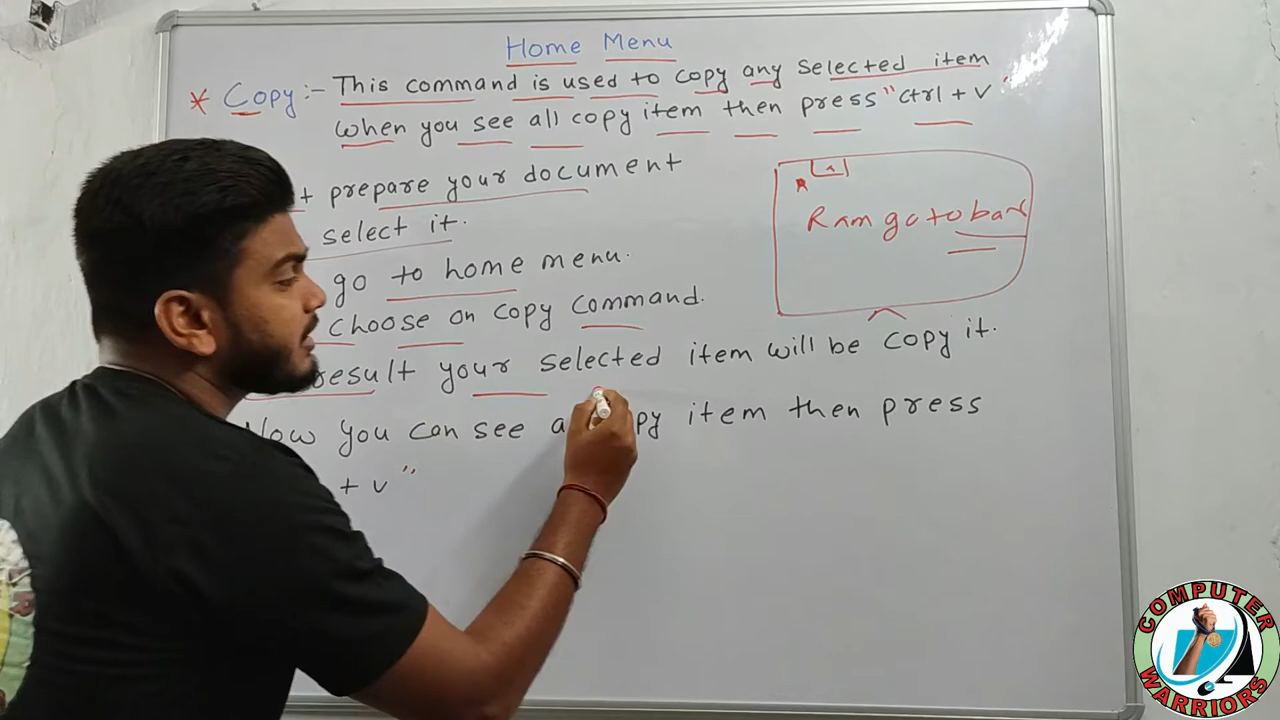 Home Menu
* Copy :- This command is used to copy any selected item
when you see all copy item then press "ctrl + v"
prepare your document
select it.
go to home menu.
choose on copy command.
result your selected item will be copy it.
Now you can see item then press
+ v"
Ram go to
COMPUTER
WARRIORS